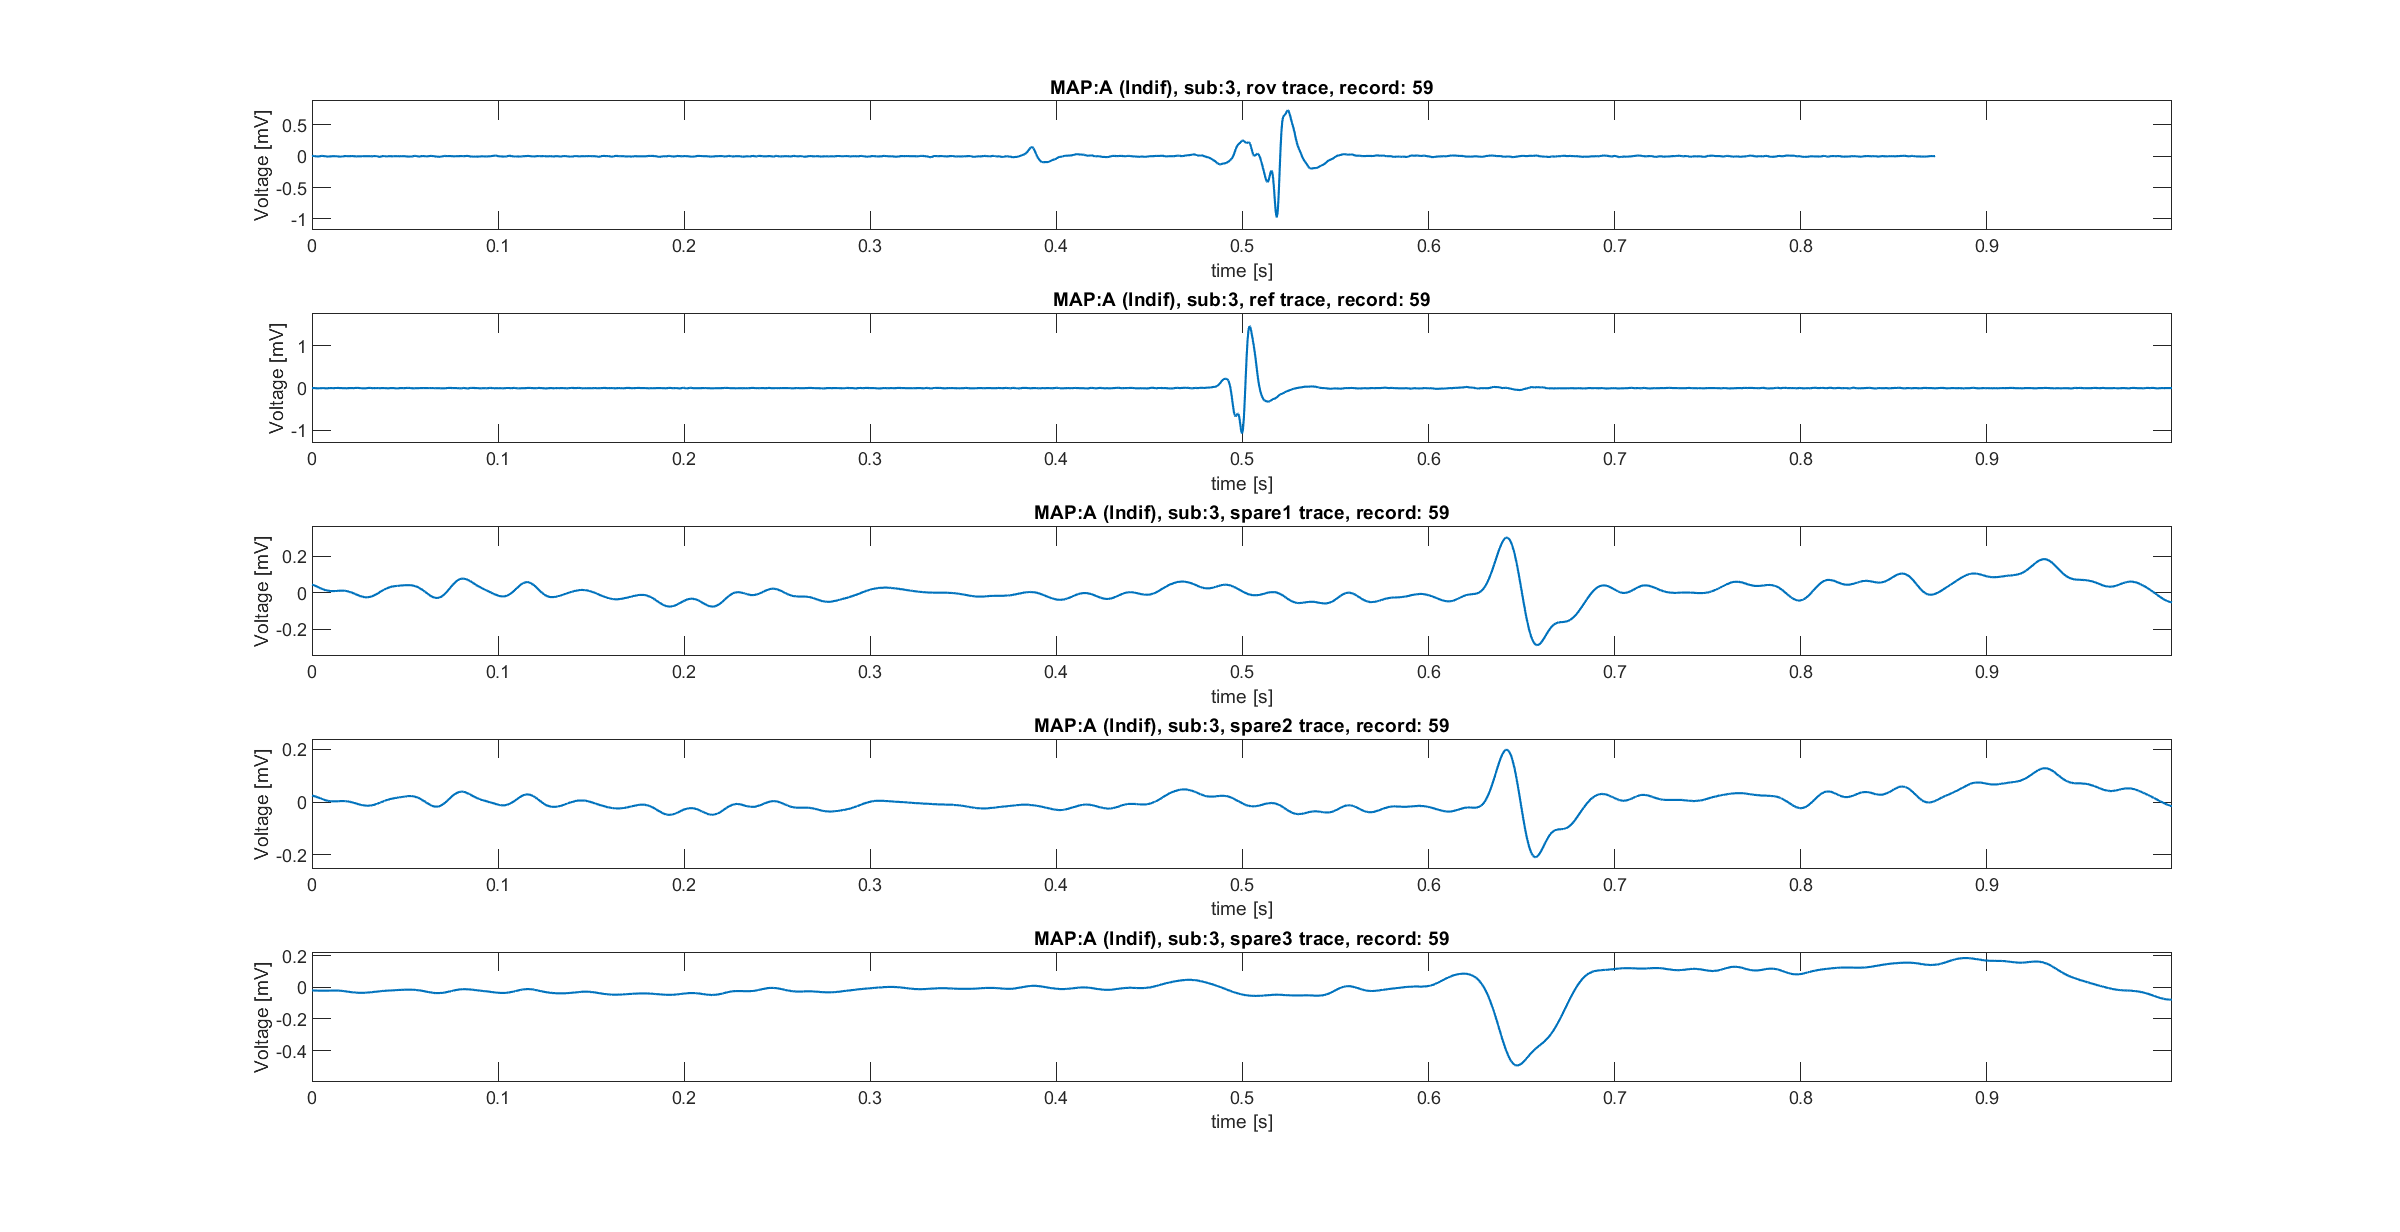 MAP:A (Indif), sub:3, rov trace, record: 59
Voltage [mV]
0.5
0
-0.5
-1
0 0.1 0.2 0.3 0.4 0.5 0.6 0.7 0.8 0.9
time [s]
MAP:A (Indif), sub:3, ref trace, record: 59
Voltage [mV]
1
0
-1
0 0.1 0.2 0.3 0.4 0.5 0.6 0.7 0.8 0.9
time [s]
MAP:A (Indif), sub:3, spare1 trace, record: 59
Voltage [mV]
0.2
0
-0.2
0 0.1 0.2 0.3 0.4 0.5 0.6 0.7 0.8 0.9
time [s]
MAP:A (Indif), sub:3, spare2 trace, record: 59
Voltage [mV]
0.2
0
-0.2
0 0.1 0.2 0.3 0.4 0.5 0.6 0.7 0.8 0.9
time [s]
MAP:A (Indif), sub:3, spare3 trace, record: 59
Voltage [mV]
0.2
0
-0.2
-0.4
0 0.1 0.2 0.3 0.4 0.5 0.6 0.7 0.8 0.9
time [s]